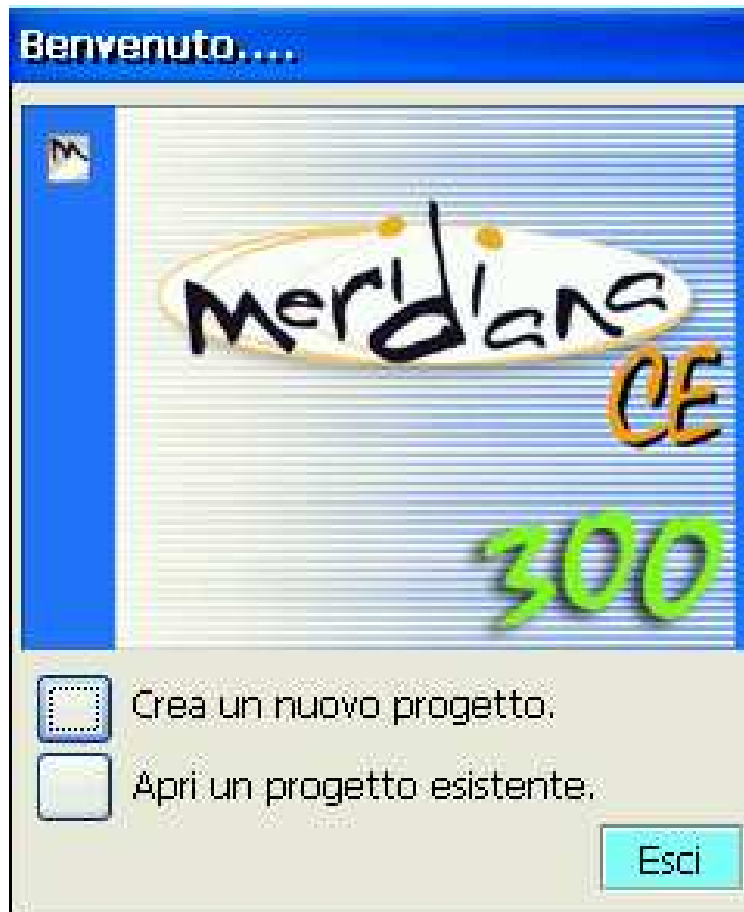 Benvenuto....
m
meridiana
CE
300
Crea un nuovo progetto.
Apri un progetto esistente.
Esci